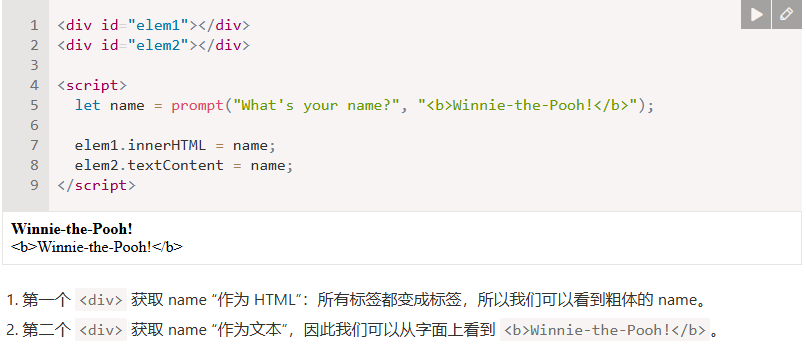 1 <div id="elem1"></div>
2 <div id="elem2"></div>
3
4 <script>
5   let name = prompt("What's your name?", "<b>Winnie-the-Pooh!</b>");
6
7   elem1.innerHTML = name;
8   elem2.textContent = name;
9 </script>
Winnie-the-Pooh!
<b>Winnie-the-Pooh!</b>
1. 第一个 <div> 获取 name “作为 HTML”：所有标签都变成标签，所以我们可以看到粗体的 name。
2. 第二个 <div> 获取 name “作为文本”，因此我们可以从字面上看到 <b>Winnie-the-Pooh!</b>。